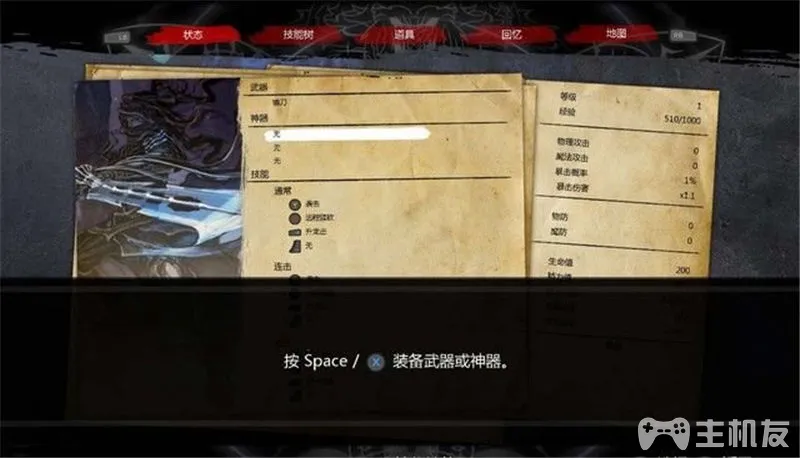 LB 状态 技能树 道具 回忆 地图 RB
武器
镰刀
神器
无
无
无
技能
通常
袭击
升龙击
无
连击
等级 1
经验 510/1000
物理攻击 0
魔法攻击 0
暴击概率 1%
暴击伤害 x1.1
物防 0
魔防 0
生命值 200
按 Space / X 装备武器或神器。
主机友